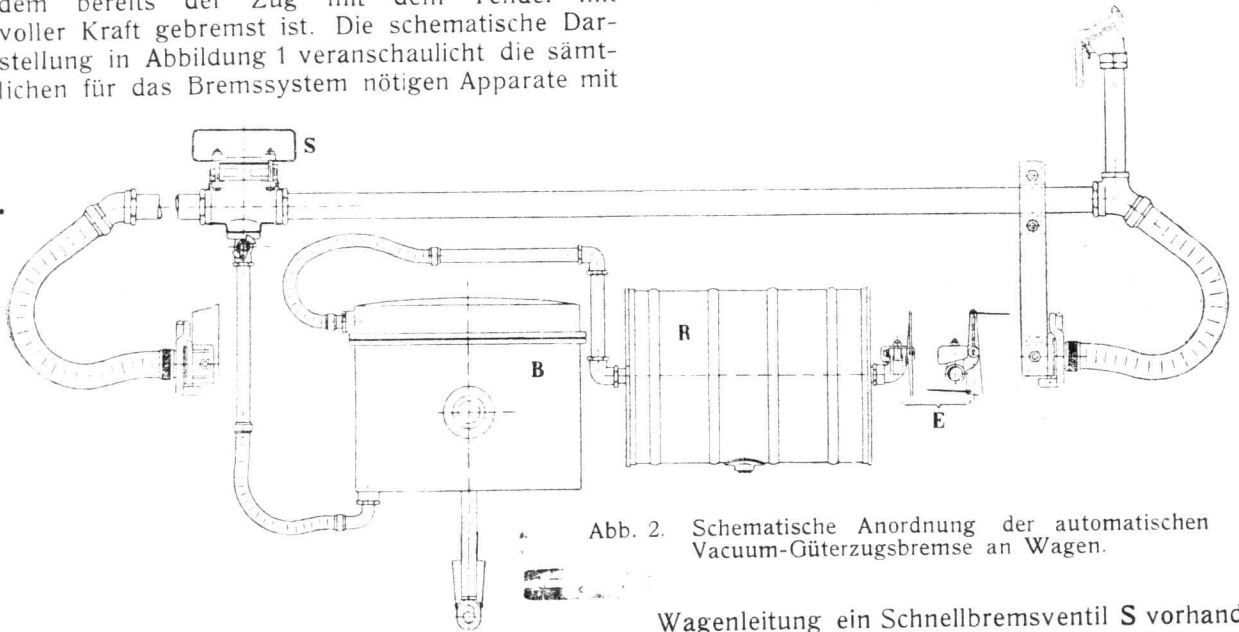 dem bereits der Zug mit dem Tender mit
voller Kraft gebremst ist. Die schematische Dar-
stellung in Abbildung 1 veranschaulicht die sämt-
lichen für das Bremssystem nötigen Apparate mit
S
R
B
E
Abb. 2. Schematische Anordnung der automatischen
Vacuum-Güterzugsbremse an Wagen.
Wagenleitung ein Schnellbremsventil S vorhand